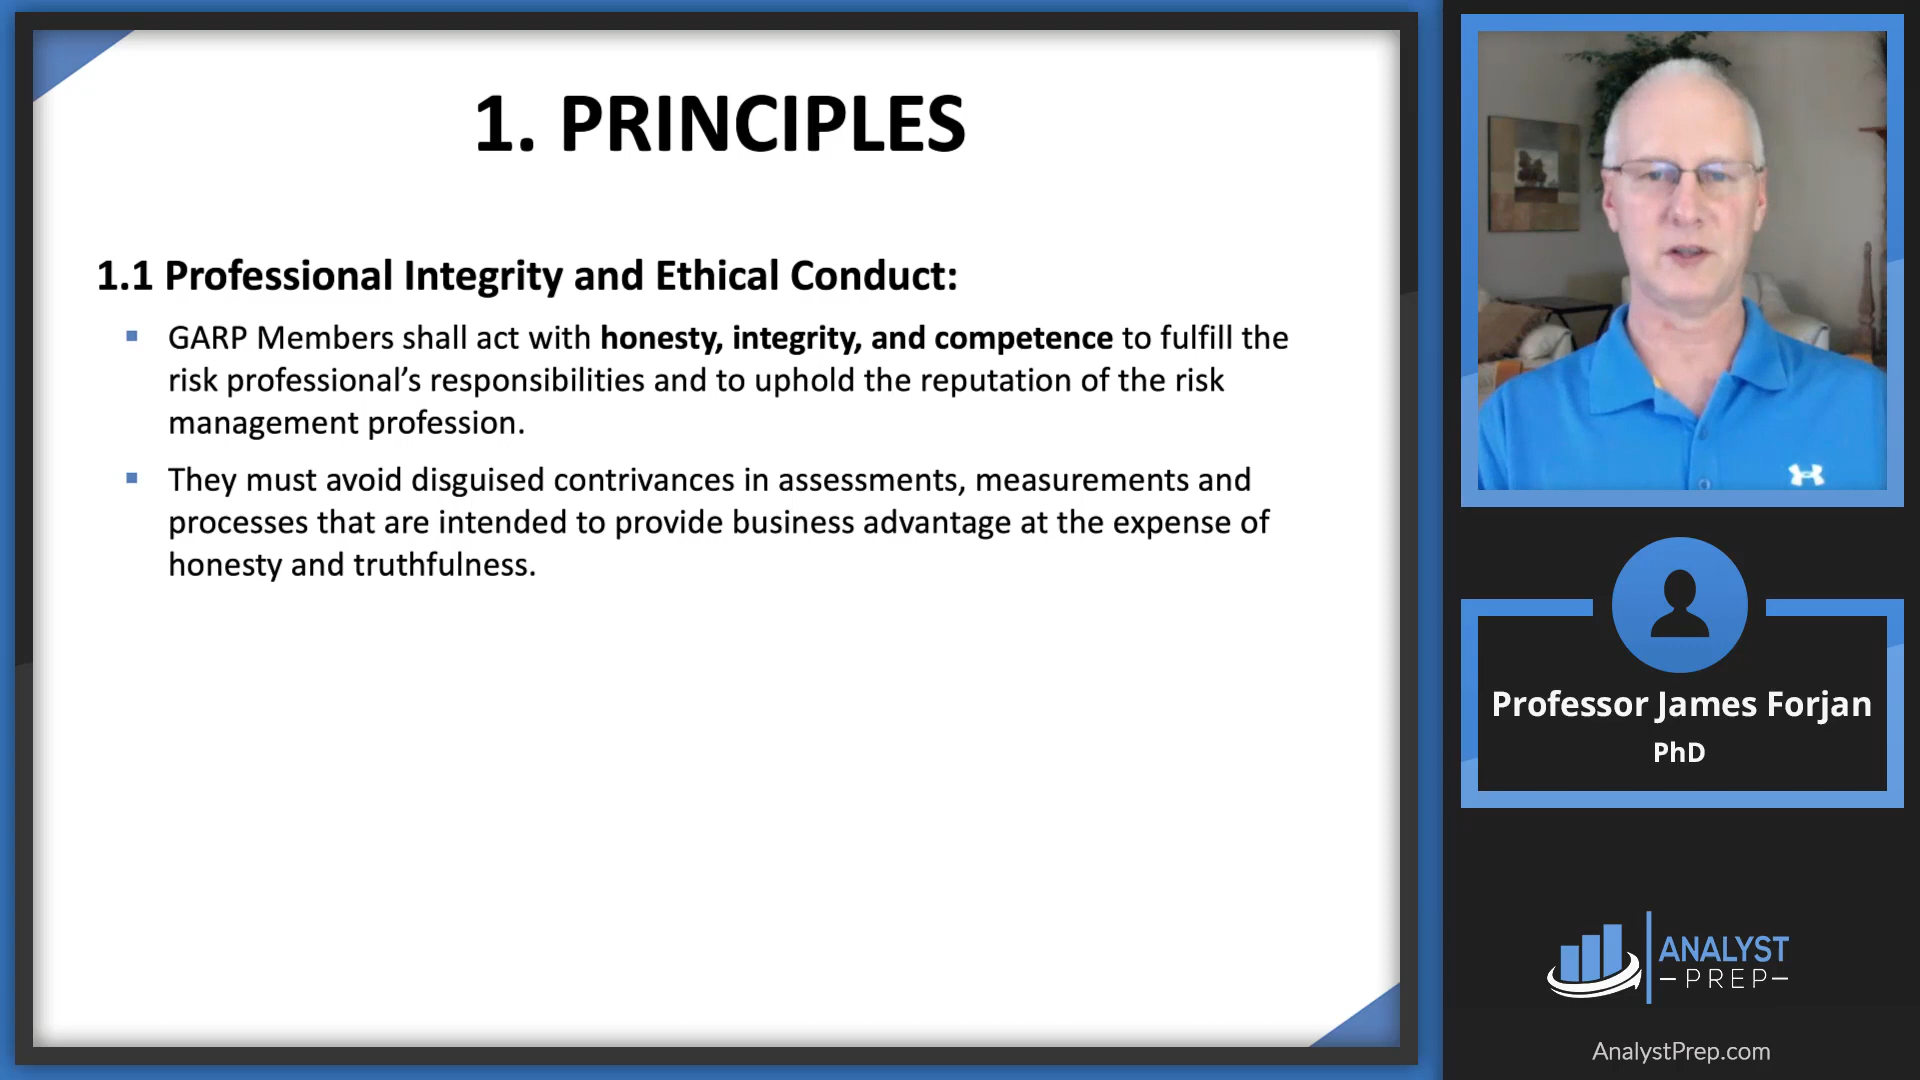 1. PRINCIPLES
1.1 Professional Integrity and Ethical Conduct:
▪ GARP Members shall act with honesty, integrity, and competence to fulfill the
risk professional’s responsibilities and to uphold the reputation of the risk
management profession.
▪ They must avoid disguised contrivances in assessments, measurements and
processes that are intended to provide business advantage at the expense of
honesty and truthfulness.
Professor James Forjan
PhD
ANALYST
PREP
AnalystPrep.com